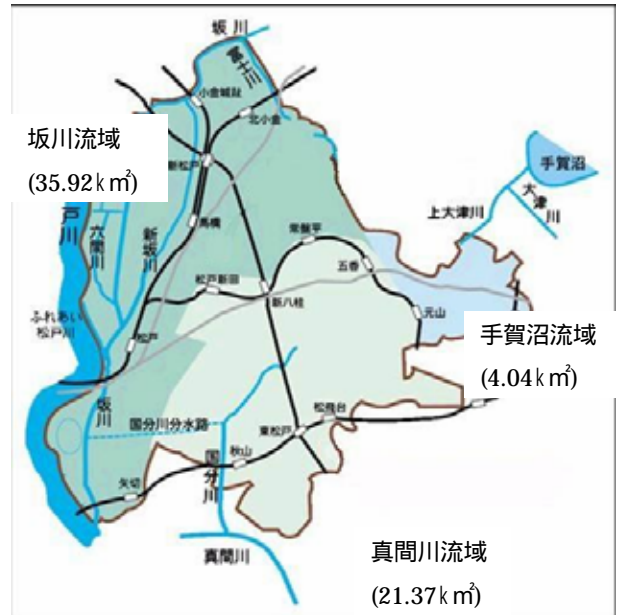 坂川
富士川
小金城趾
北小金
坂川流域
(35.92k㎡)
新松戸
手賀沼
大津川
上大津川
戸川
六間川
新坂川
馬橋
常盤平
五香
松戸新田
新八柱
元山
ふれあい
松戸川
松戸
手賀沼流域
(4.04k㎡)
坂川
国分川分水路
松飛台
東松戸
秋山
国分川
矢切
真間川
真間川流域
(21.37k㎡)